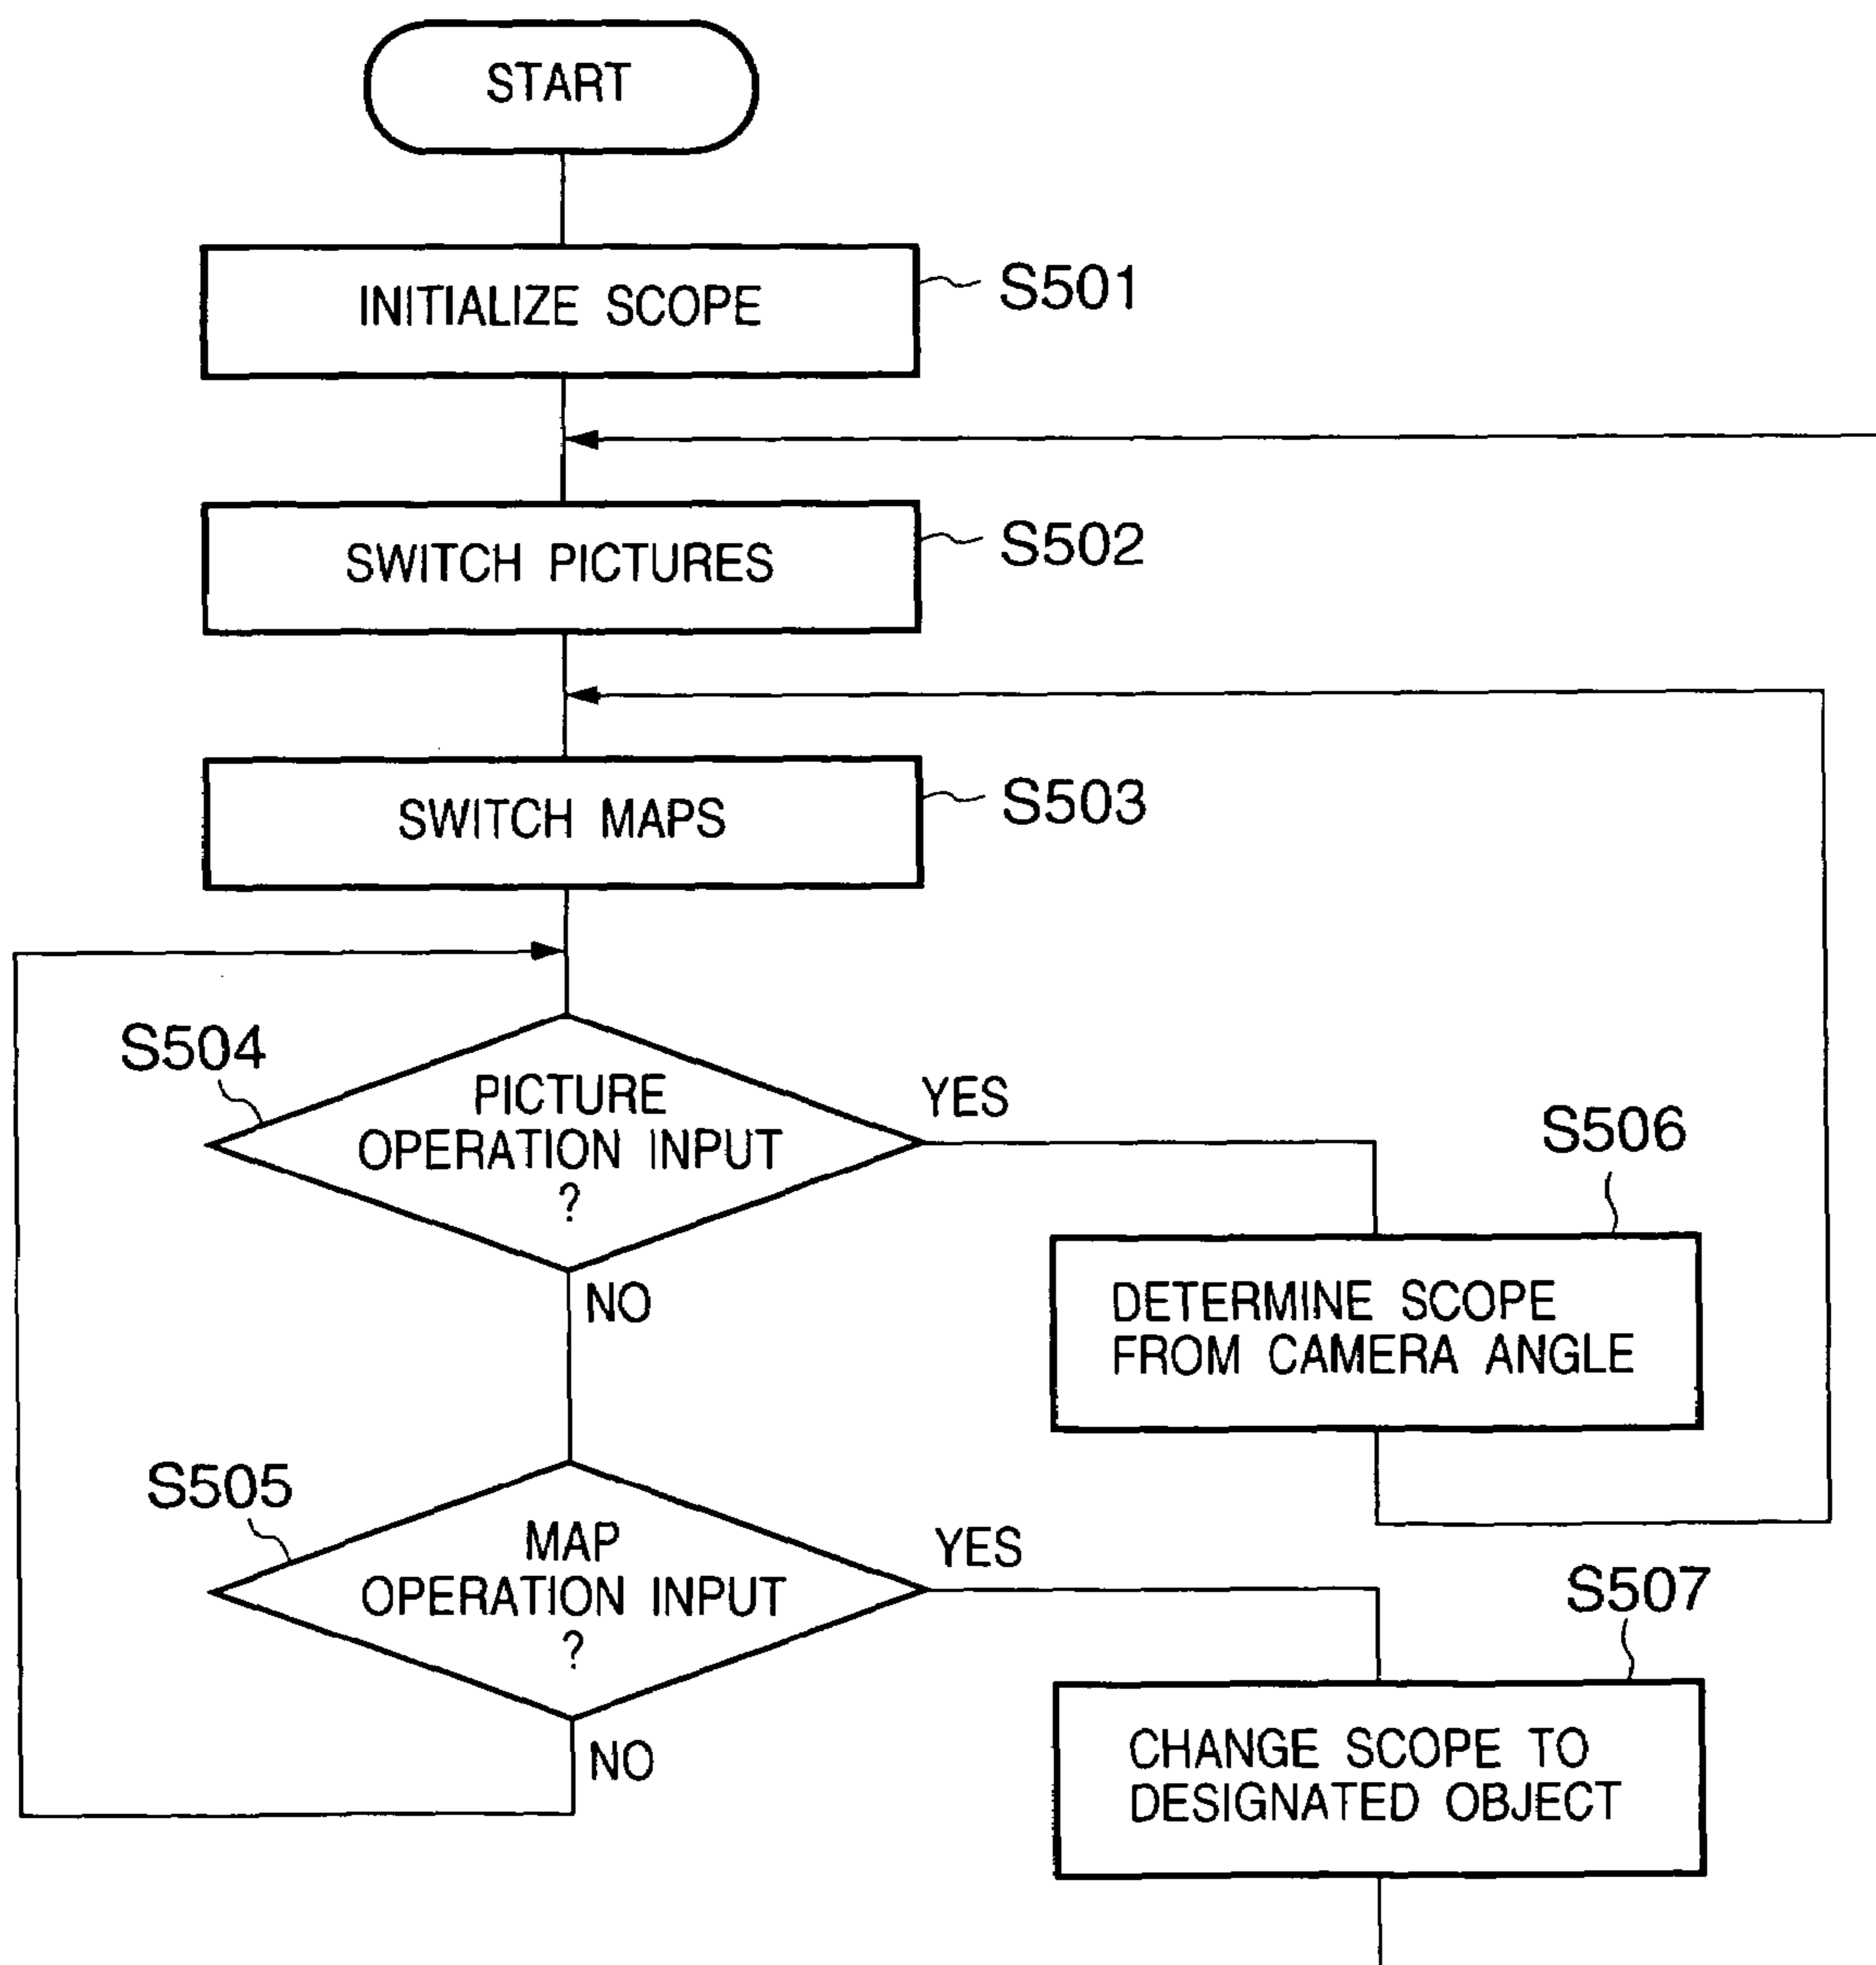 START
INITIALIZE SCOPE
S501
SWITCH PICTURES
S502
SWITCH MAPS
S503
S504
PICTURE
OPERATION INPUT
?
YES
NO
S506
DETERMINE SCOPE
FROM CAMERA ANGLE
S505
MAP
OPERATION INPUT
?
YES
NO
S507
CHANGE SCOPE TO
DESIGNATED OBJECT